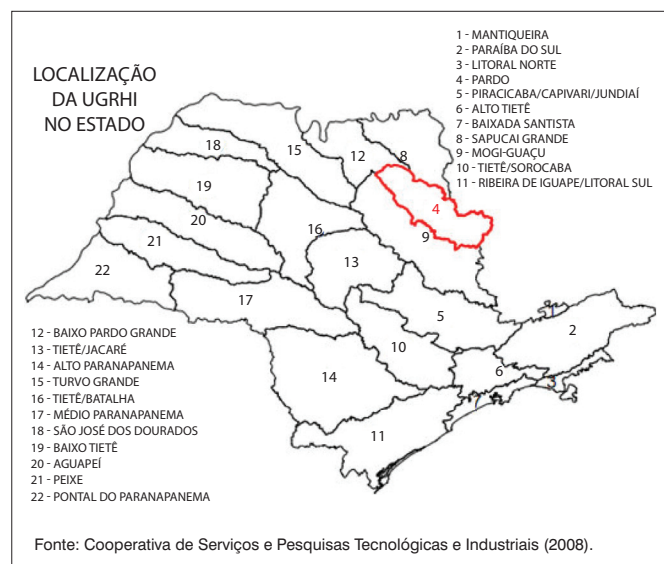 LOCALIZAÇÃO
DA UGRHI
NO ESTADO
1 - MANTIQUEIRA
2 - PARAÍBA DO SUL
3 - LITORAL NORTE
4 - PARDO
5 - PIRACICABA/CAPIVARI/JUNDIAÍ
6 - ALTO TIETÊ
7 - BAIXADA SANTISTA
8 - SAPUCAI GRANDE
9 - MOGI-GUAÇU
10 - TIETÊ/SOROCABA
11 - RIBEIRA DE IGUAPE/LITORAL SUL
18
15
12
8
19
4
20
16
9
21
13
22
17
1
5
2
10
6
14
3
7
11
12 - BAIXO PARDO GRANDE
13 - TIETÊ/JACARÉ
14 - ALTO PARANAPANEMA
15 - TURVO GRANDE
16 - TIETÊ/BATALHA
17 - MÉDIO PARANAPANEMA
18 - SÃO JOSÉ DOS DOURADOS
19 - BAIXO TIETÊ
20 - AGUAPEÍ
21 - PEIXE
22 - PONTAL DO PARANAPANEMA
Fonte: Cooperativa de Serviços e Pesquisas Tecnológicas e Industriais (2008).